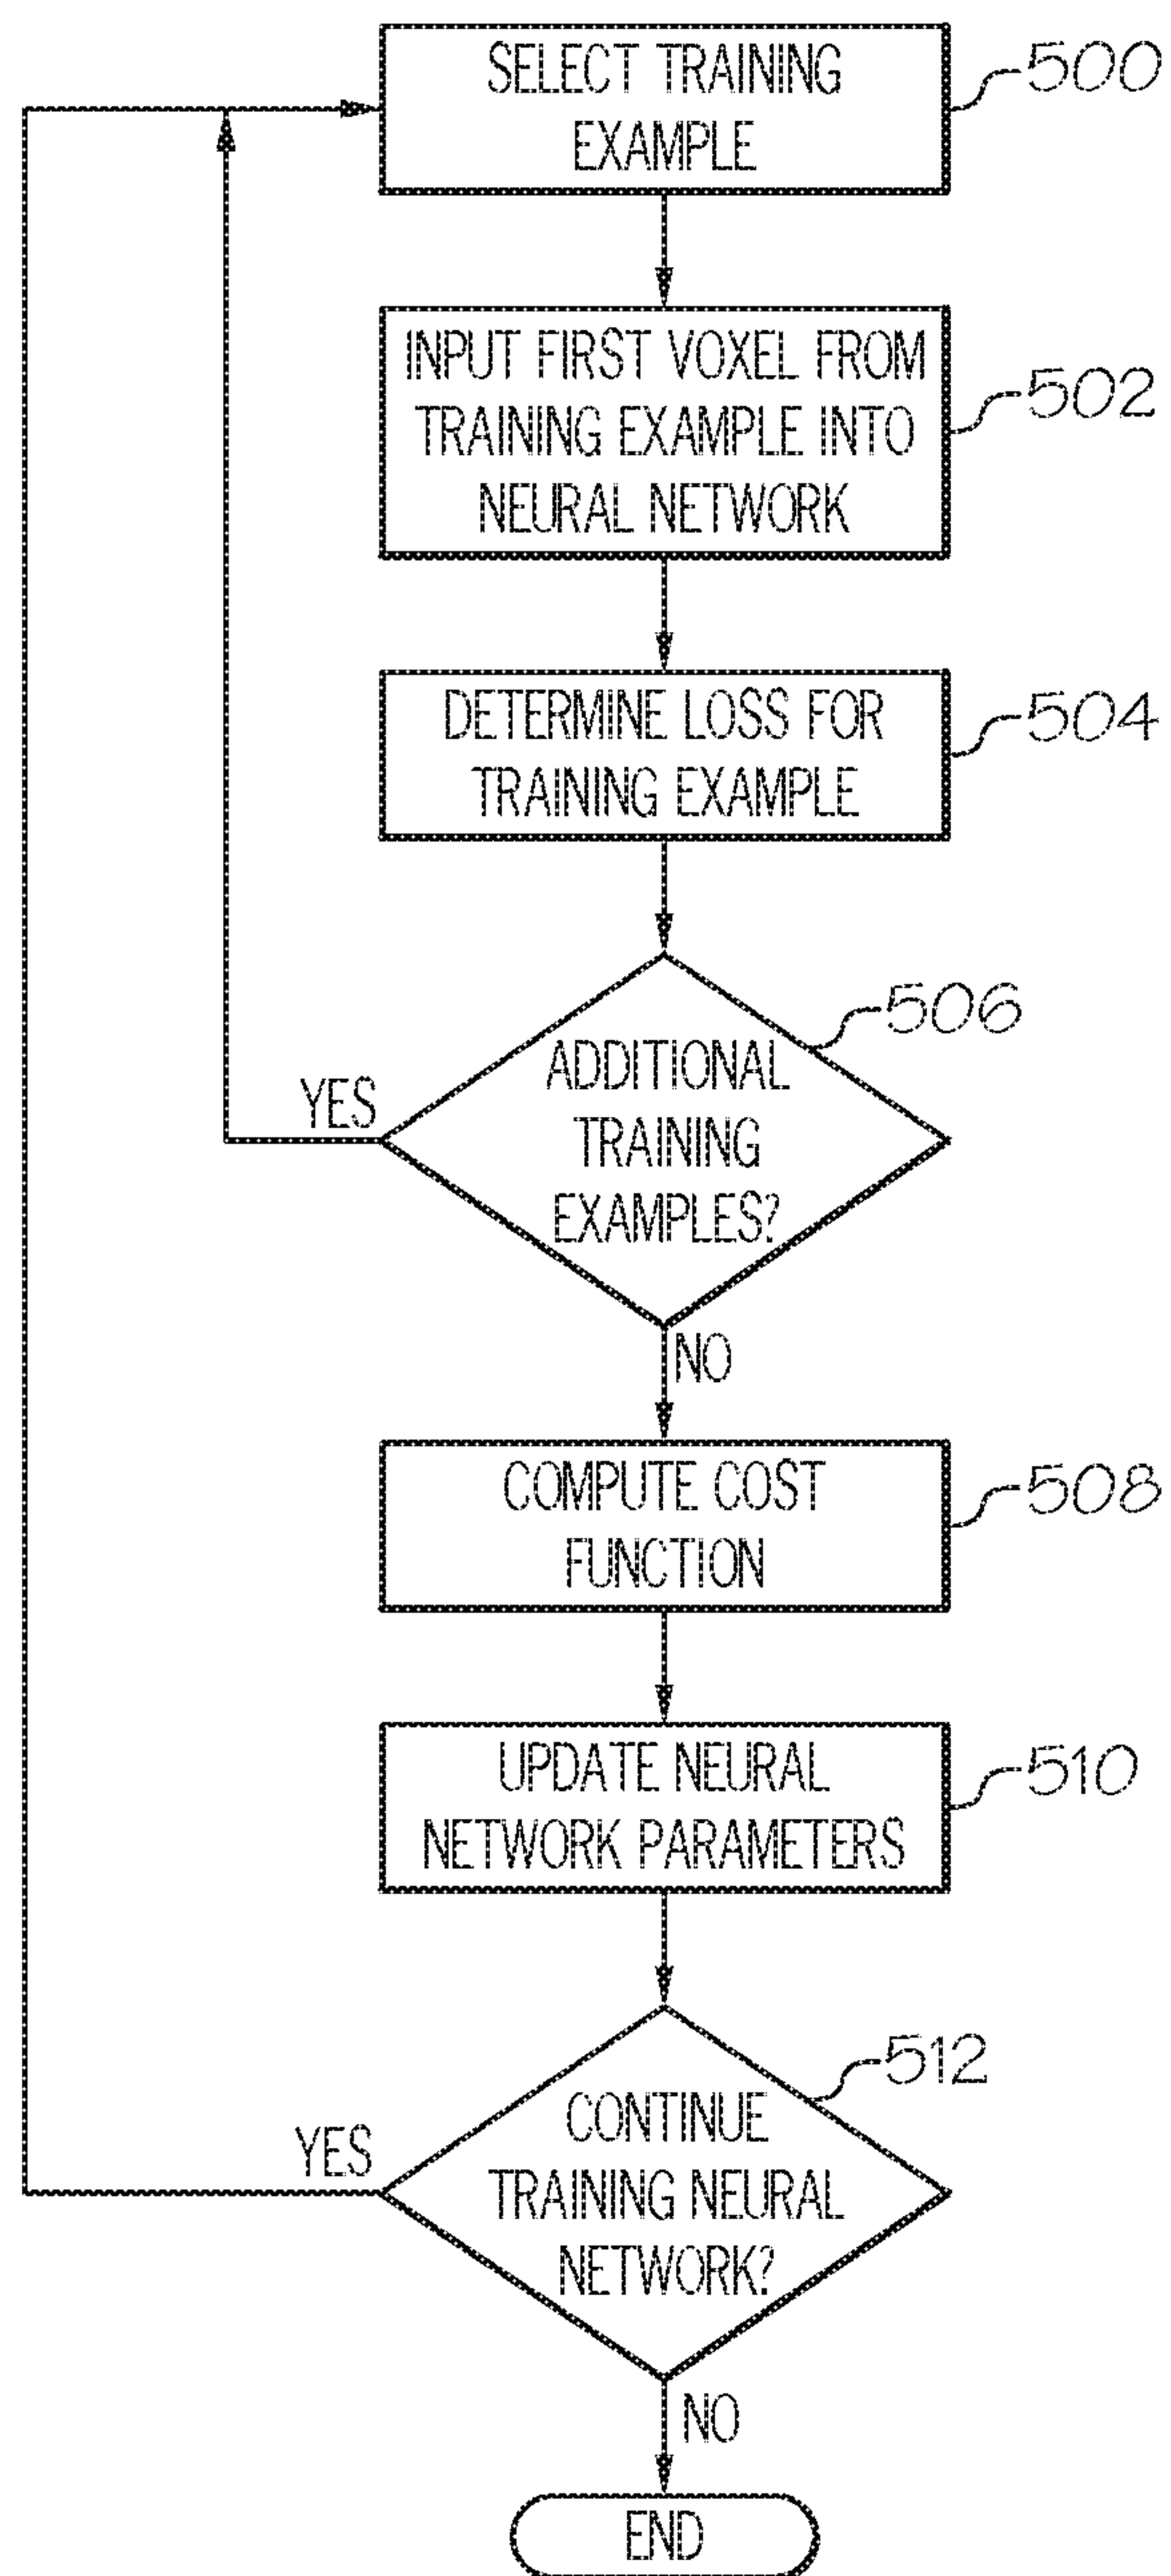 SELECT TRAINING
EXAMPLE
500
INPUT FIRST VOXEL FROM
TRAINING EXAMPLE INTO
NEURAL NETWORK
502
DETERMINE LOSS FOR
TRAINING EXAMPLE
504
506
ADDITIONAL
TRAINING
EXAMPLES?
YES
NO
COMPUTE COST
FUNCTION
508
UPDATE NEURAL
NETWORK PARAMETERS
510
512
CONTINUE
TRAINING NEURAL
NETWORK?
YES
NO
END